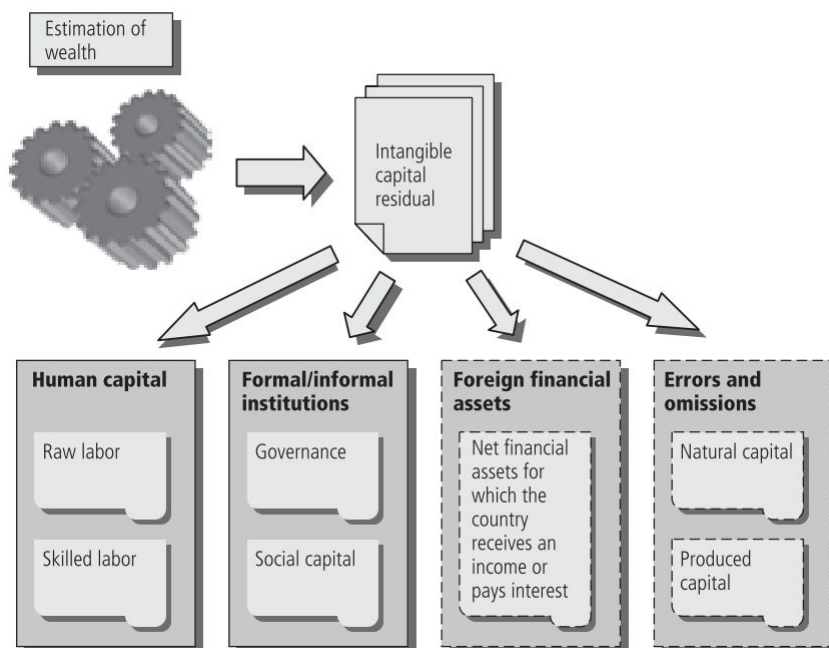 Estimation of
wealth
Intangible
capital
residual
Human capital
Raw labor
Skilled labor
Formal/informal
institutions
Governance
Social capital
Foreign financial
assets
Net financial
assets for
which the
country
receives an
income or
pays interest
Errors and
omissions
Natural capital
Produced
capital